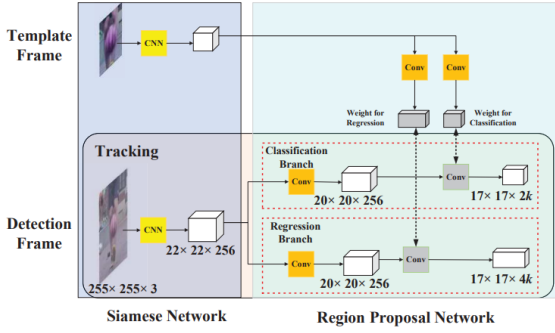 Template
Frame
CNN
Conv
Conv
Weight for
Regression
Weight for
Classification
Tracking
Classification
Branch
Conv
20× 20× 256
Conv
17× 17× 2k
Detection
Frame
CNN
22× 22× 256
255× 255× 3
Regression
Branch
Conv
20× 20× 256
Conv
17× 17× 4k
Siamese Network
Region Proposal Network